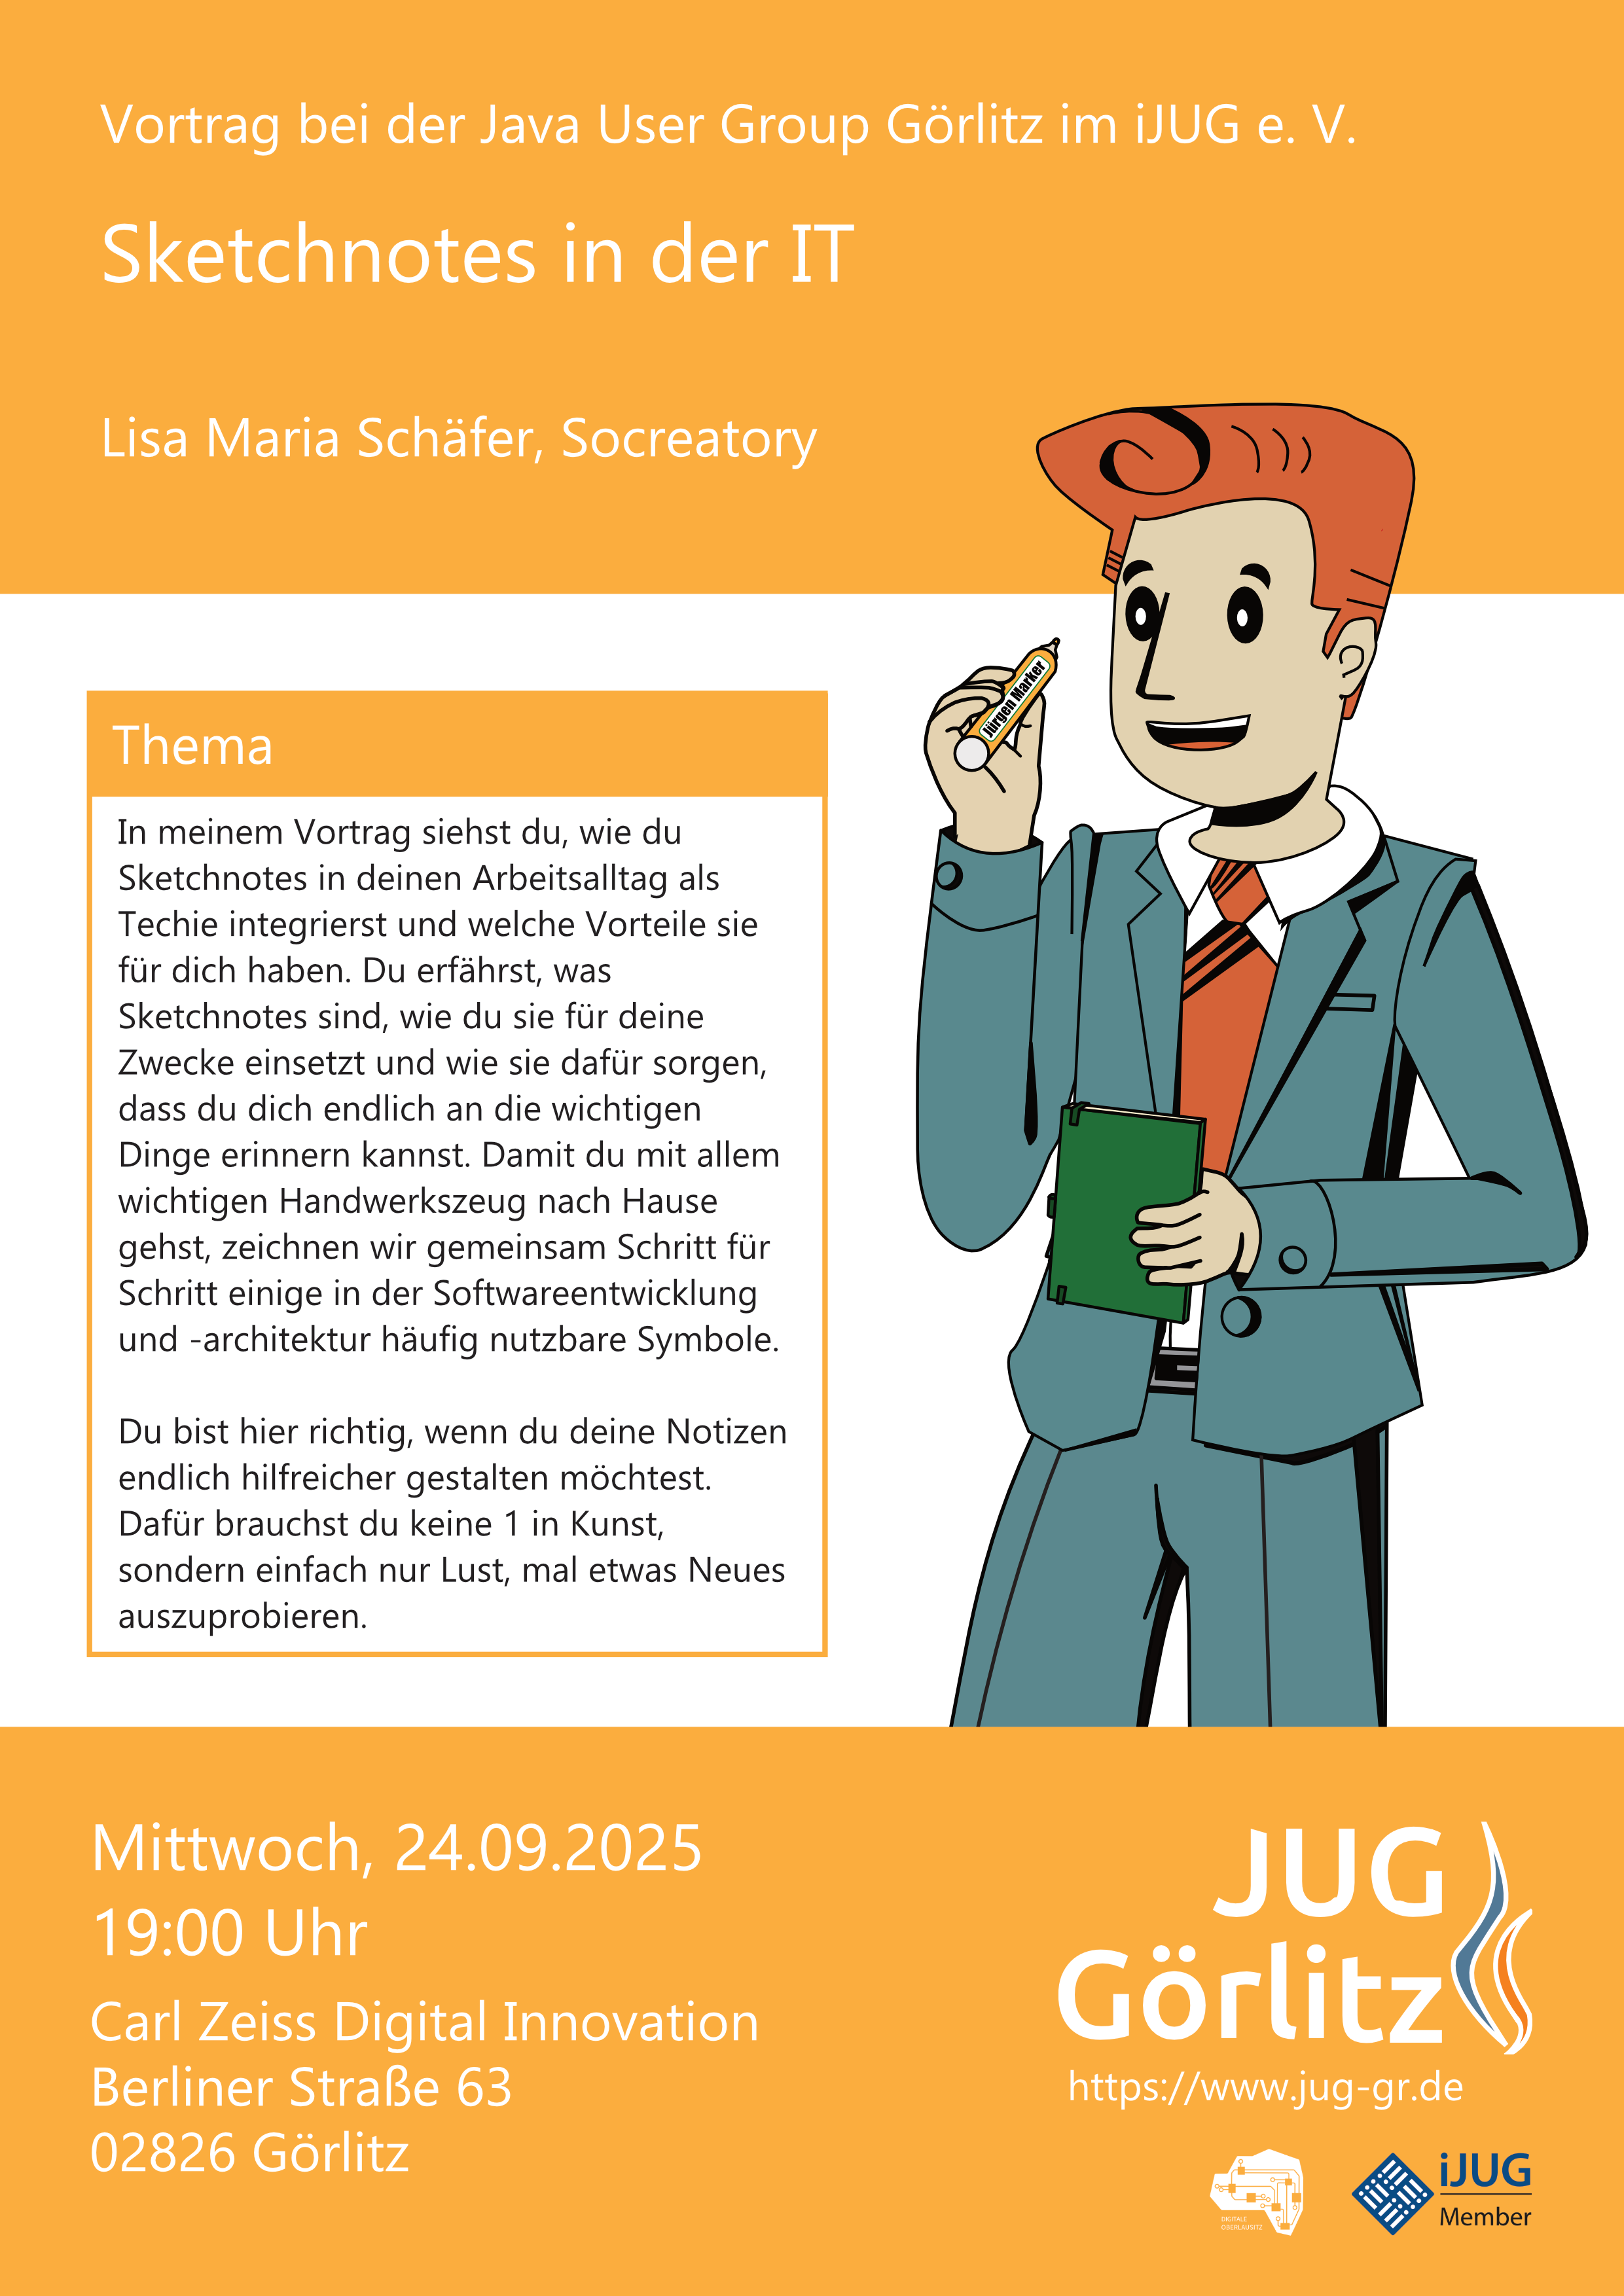 Vortrag bei der Java User Group Görlitz im iJUG e. V.
Sketchnotes in der IT
Lisa Maria Schäfer, Socreatory
Jürgen Marker
Thema
In meinem Vortrag siehst du, wie du
Sketchnotes in deinen Arbeitsalltag als
Techie integrierst und welche Vorteile sie
für dich haben. Du erfährst, was
Sketchnotes sind, wie du sie für deine
Zwecke einsetzt und wie sie dafür sorgen,
dass du dich endlich an die wichtigen
Dinge erinnern kannst. Damit du mit allem
wichtigen Handwerkszeug nach Hause
gehst, zeichnen wir gemeinsam Schritt für
Schritt einige in der Softwareentwicklung
und -architektur häufig nutzbare Symbole.
Du bist hier richtig, wenn du deine Notizen
endlich hilfreicher gestalten möchtest.
Dafür brauchst du keine 1 in Kunst,
sondern einfach nur Lust, mal etwas Neues
auszuprobieren.
Mittwoch, 24.09.2025
19:00 Uhr
Carl Zeiss Digital Innovation
Berliner Straße 63
02826 Görlitz
JUG
Görlitz
https://www.jug-gr.de
DIGITALE
OBERLAUSITZ
iJUG
Member